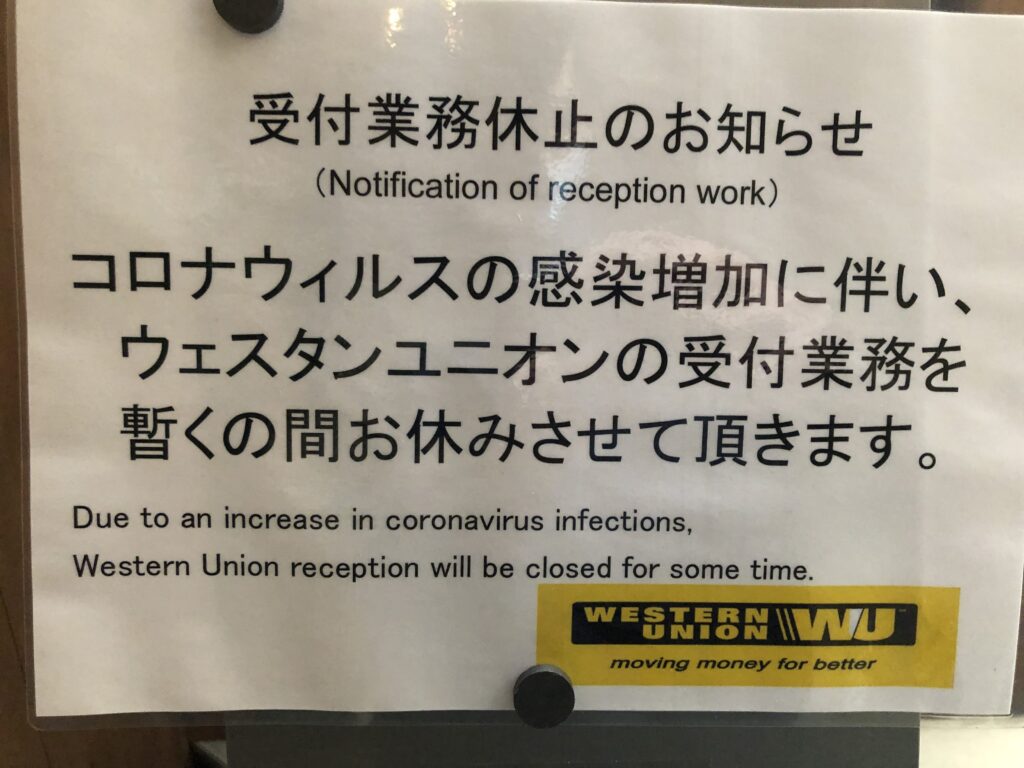 受付業務休止のお知らせ
（Notification of reception work）
コロナウィルスの感染増加に伴い、
ウェスタンユニオンの受付業務を
暫くの間お休みさせて頂きます。
Due to an increase in coronavirus infections,
Western Union reception will be closed for some time.
WESTERN
UNION WU
moving money for better